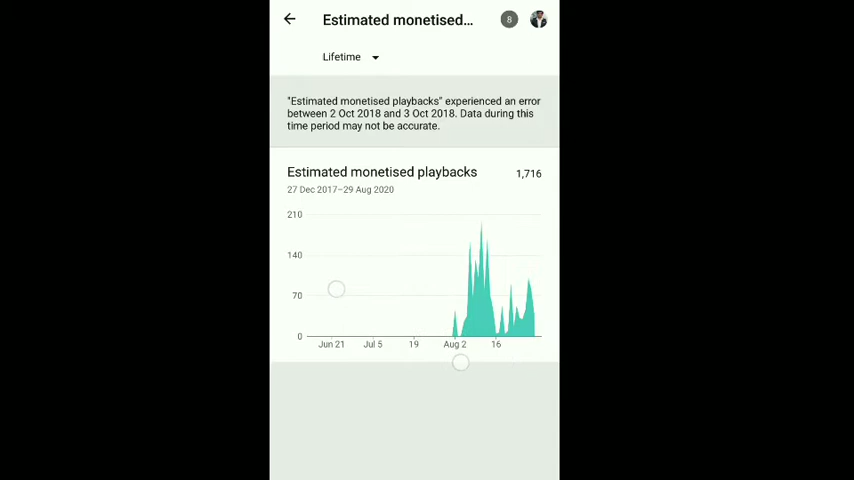 Estimated monetised...
8
Lifetime
"Estimated monetised playbacks" experienced an error
between 2 Oct 2018 and 3 Oct 2018. Data during this
time period may not be accurate.
Estimated monetised playbacks
1,716
27 Dec 2017–29 Aug 2020
210
140
70
0
Jun 21 Jul 5 19 Aug 2 16